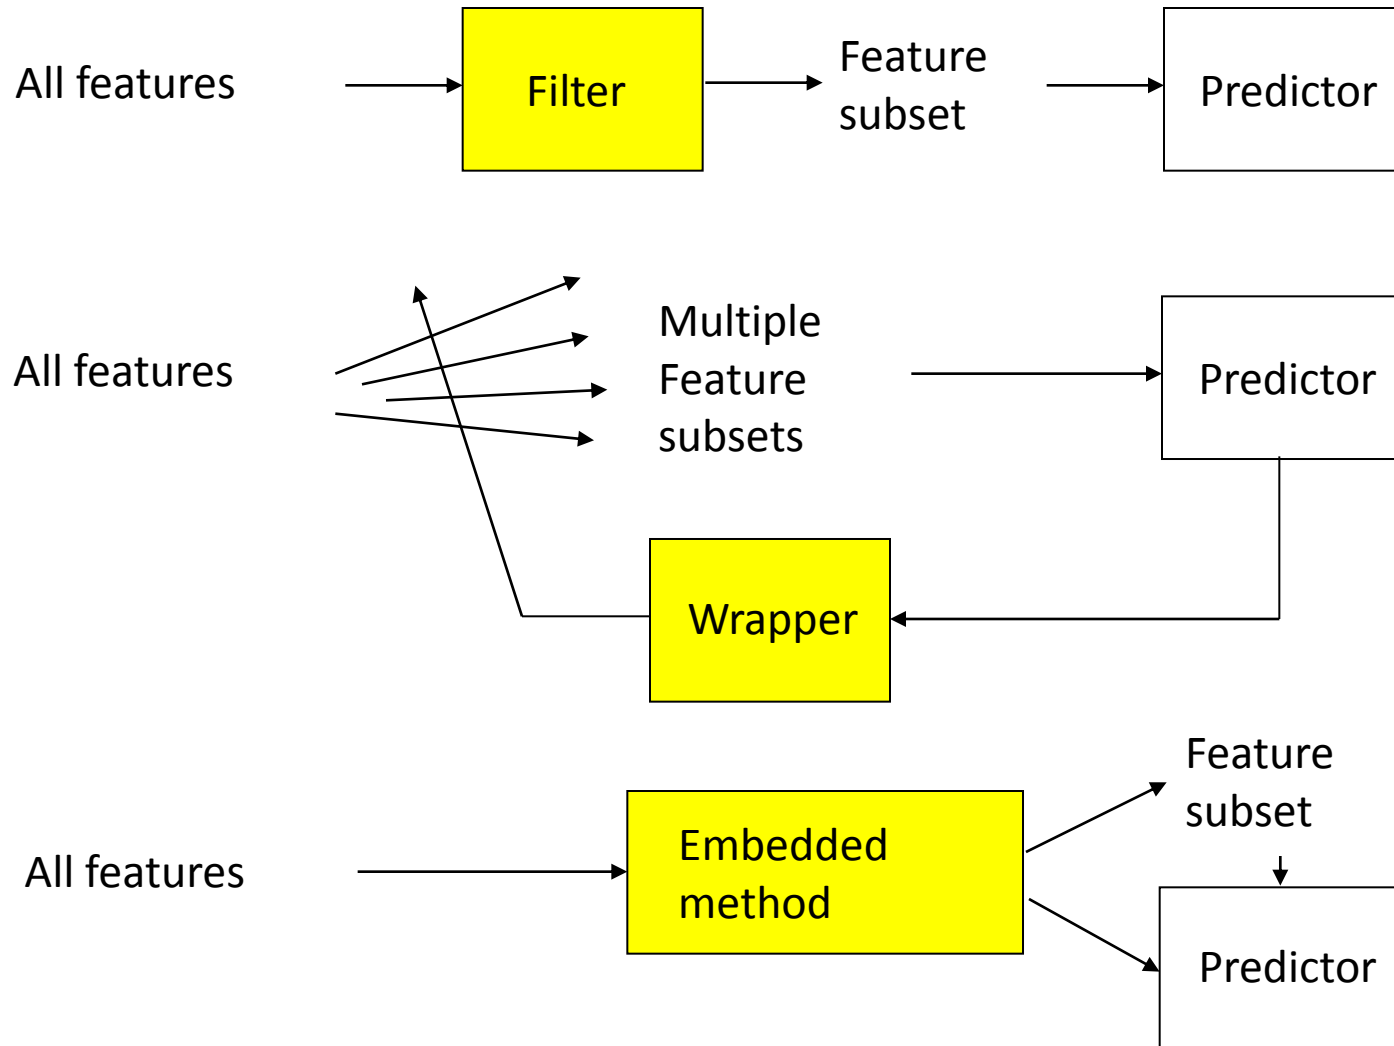 All features
Filter
Feature
subset
Predictor
All features
Multiple
Feature
subsets
Predictor
Wrapper
All features
Embedded
method
Feature
subset
Predictor